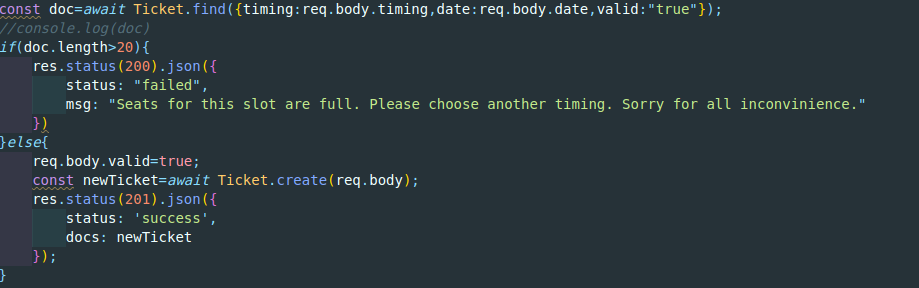 const doc=await Ticket.find({timing:req.body.timing,date:req.body.date,valid:"true"});
//console.log(doc)
if(doc.length>20){
    res.status(200).json({
        status: "failed",
        msg: "Seats for this slot are full. Please choose another timing. Sorry for all inconvinience."
    })
}else{
    req.body.valid=true;
    const newTicket=await Ticket.create(req.body);
    res.status(201).json({
        status: 'success',
        docs: newTicket
    });
}